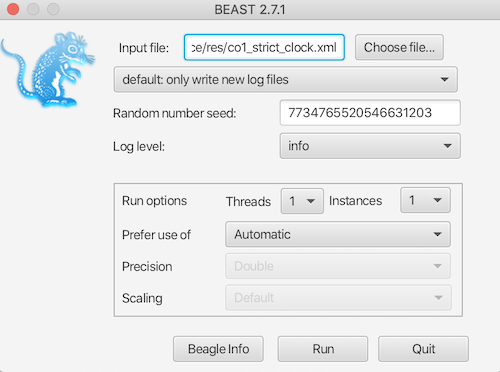 BEAST 2.7.1
Input file: ce/res/co1_strict_clock.xml Choose file...
default: only write new log files
Random number seed: 7734765520546631203
Log level: info
Run options Threads 1 Instances 1
Prefer use of Automatic
Precision Double
Scaling Default
Beagle Info Run Quit